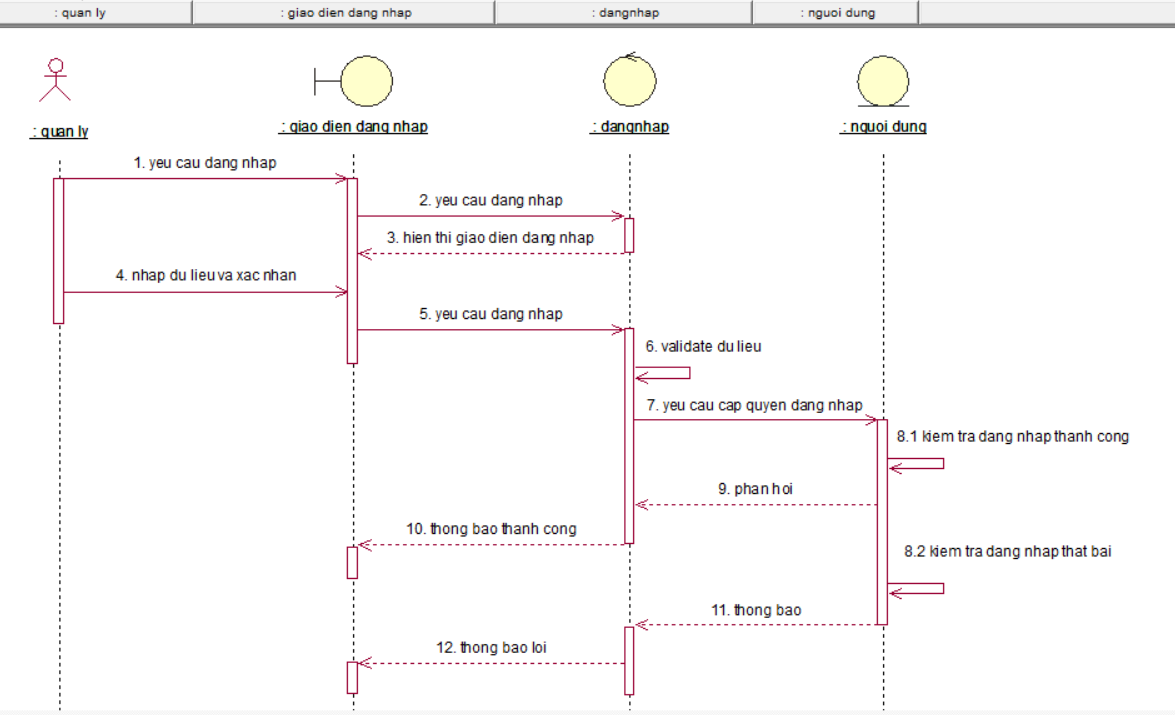 : quan ly
: giao dien dang nhap
: dangnhap
: nguoi dung
: quan ly
: giao dien dang nhap
: dangnhap
: nguoi dung
1. yeu cau dang nhap
2. yeu cau dang nhap
3. hien thi giao dien dang nhap
4. nhap du lieu va xac nhan
5. yeu cau dang nhap
6. validate du lieu
7. yeu cau cap quyen dang nhap
8.1 kiem tra dang nhap thanh cong
9. phan hoi
10. thong bao thanh cong
8.2 kiem tra dang nhap that bai
11. thong bao
12. thong bao loi